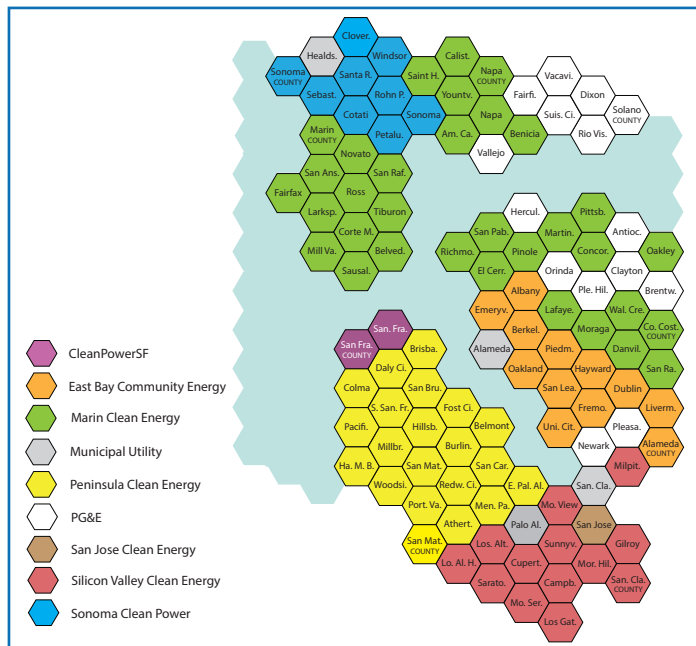 Clover.
Healds.
Windsor
Calist.
Sonoma
COUNTY
Santa R.
Saint H.
Napa
COUNTY
Vacavi.
Sebast.
Rohn P.
Yountv.
Fairfi.
Dixon
Cotati
Sonoma
Napa
Suis. Ci.
Solano
COUNTY
Marin
COUNTY
Petalu.
Am. Ca.
Benicia
Rio Vis.
Novato
Vallejo
San Ans.
San Raf.
Fairfax
Ross
Hercul.
Pittsb.
Larksp.
Tiburon
San Pab.
Martin.
Antioc.
Corte M.
Richmo.
Pinole
Concor.
Oakley
Mill Va.
Belved.
El Cerr.
Orinda
Clayton
Sausal.
Albany
Ple. Hil.
Brentw.
Emeryv.
Lafaye.
Wal. Cre.
San. Fra.
Berkel.
Moraga
Co. Cost.
COUNTY
San Fra.
COUNTY
Brisba.
Alameda
Piedm.
Danvil.
CleanPowerSF
Daly Ci.
Oakland
Hayward
San Ra.
East Bay Community Energy
Colma
San Bru.
San Lea.
Dublin
Marin Clean Energy
S. San. Fr.
Fost Ci.
Fremo.
Liverm.
Pacifi.
Hillsb.
Belmont
Uni. Cit.
Pleasa.
Municipal Utility
Millbr.
Burlin.
Newark
Alameda
COUNTY
Ha. M. B.
San Mat.
San Car.
Milpit.
Peninsula Clean Energy
Woodsi.
Redw. Ci.
E. Pal. Al.
San. Cla.
Port. Va.
Men. Pa.
Mo. View
PG&E
Athert.
Palo Al.
San Jose
San. Mat.
COUNTY
Los. Alt.
Sunnyv.
Gilroy
San Jose Clean Energy
Lo. Al. H.
Cupert.
Mor. Hil.
Silicon Valley Clean Energy
Sarato.
Campb.
San. Cla.
COUNTY
Mo. Ser.
Sonoma Clean Power
Los Gat.